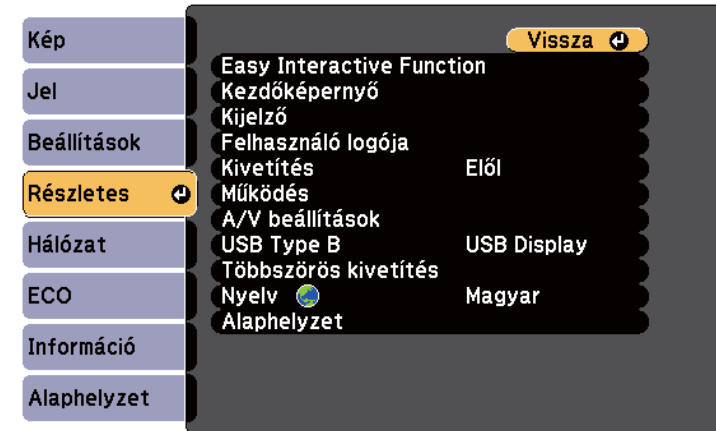 Kép
Jel
Beállítások
Részletes
Hálózat
ECO
Információ
Alaphelyzet
Vissza
Easy Interactive Function
Kezdőképernyő
Kijelző
Felhasználó logója
Kivetítés Elől
Működés
A/V beállítások
USB Type B USB Display
Többszörös kivetítés
Nyelv Magyar
Alaphelyzet